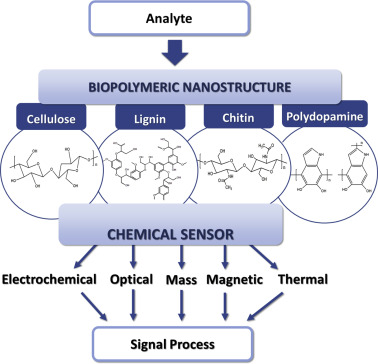 Analyte
BIOPOLYMERIC NANOSTRUCTURE
Cellulose Lignin Chitin Polydopamine
CHEMICAL SENSOR
Electrochemical Optical Mass Magnetic Thermal
Signal Process